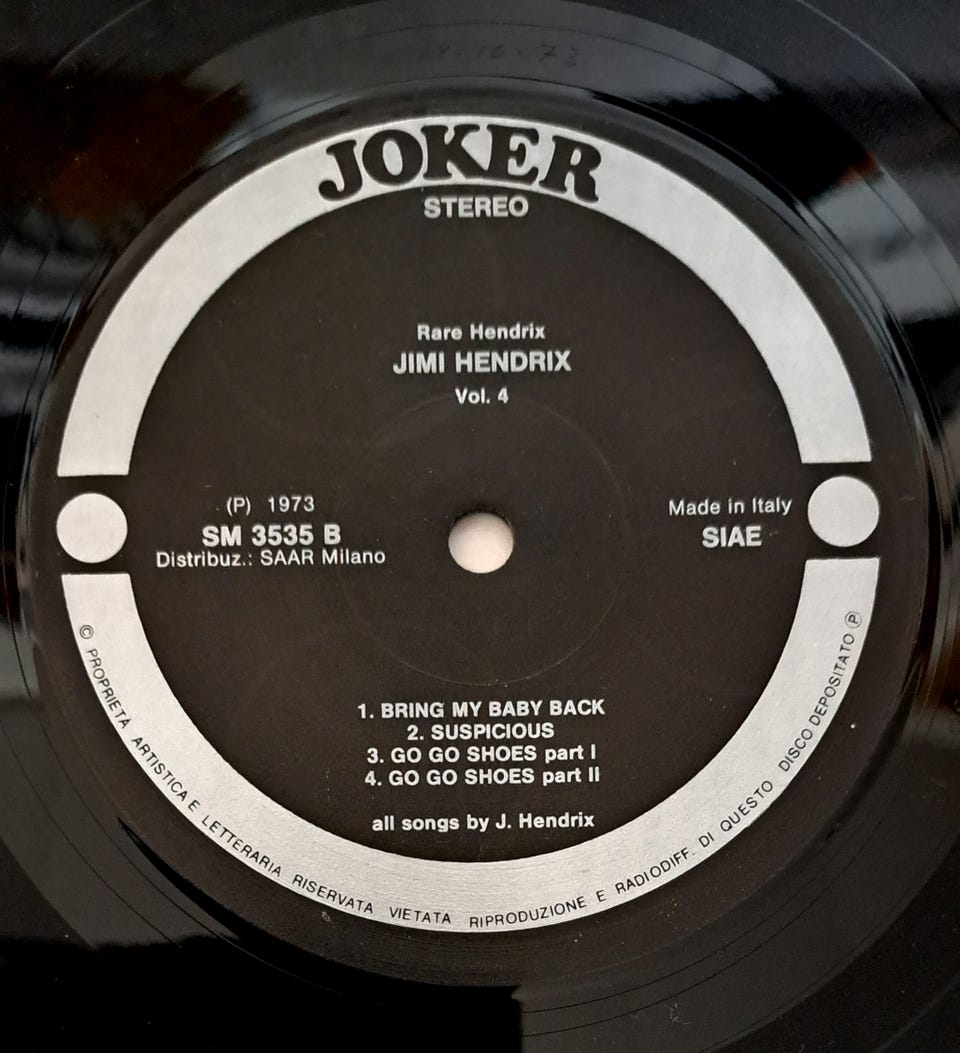 JOKER
STEREO
Rare Hendrix
JIMI HENDRIX
Vol. 4
(P) 1973
SM 3535 B
Distribuz.: SAAR Milano
Made in Italy
SIAE
1. BRING MY BABY BACK
2. SUSPICIOUS
3. GO GO SHOES part I
4. GO GO SHOES part II
all songs by J. Hendrix
© PROPRIETA ARTISTICA E LETTERARIA RISERVATA VIETATA RIPRODUZIONE E RADIODIFF. DI QUESTO DISCO DEPOSITATO ℗